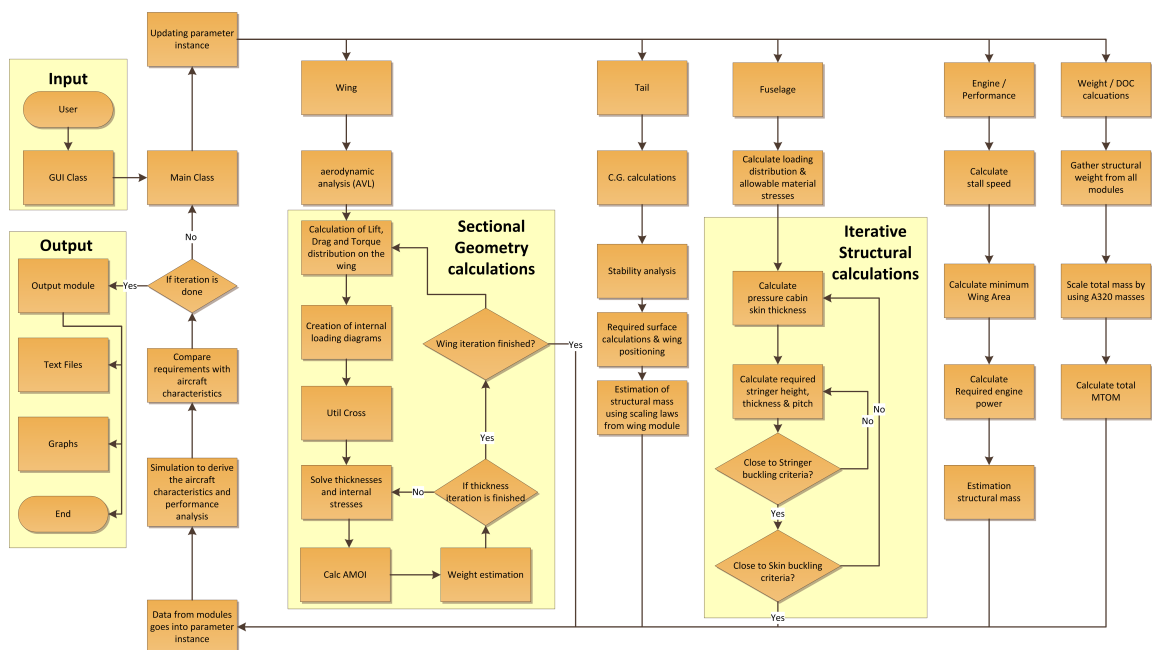 Input
User
GUI Class
Output
Output module
Text Files
Graphs
End
Updating parameter
instance
Main Class
No
If iteration is
done
Yes
Compare
requirements with
aircraft
characteristics
Simulation to derive
the aircraft
characteristics and
performance
analysis
Data from modules
goes into parameter
instance
Wing
aerodynamic
analysis (AVL)
Sectional
Geometry
calculations
Calculation of Lift,
Drag and Torque
distribution on the
wing
Creation of internal
loading diagrams
Util Cross
Solve thicknesses
and internal
stresses
Calc AMOI
Weight estimation
If thickness
iteration is finished
No
Yes
Wing iteration finished?
Yes
Tail
C.G. calculations
Stability analysis
Required surface
calculations & wing
positioning
Estimation of
structural mass
using scaling laws
from wing module
Fuselage
Calculate loading
distribution &
allowable material
stresses
Iterative
Structural
calculations
Calculate
pressure cabin
skin thickness
Calculate required
stringer height,
thickness & pitch
No
No
Close to Stringer
buckling criteria?
Yes
Close to Skin buckling
criteria?
Yes
Engine /
Performance
Calculate
stall speed
Calculate minimum
Wing Area
Calculate
Required engine
power
Estimation
structural mass
Weight / DOC
calcuations
Gather structural
weight from all
modules
Scale total mass by
using A320 masses
Calculate total
MTOM